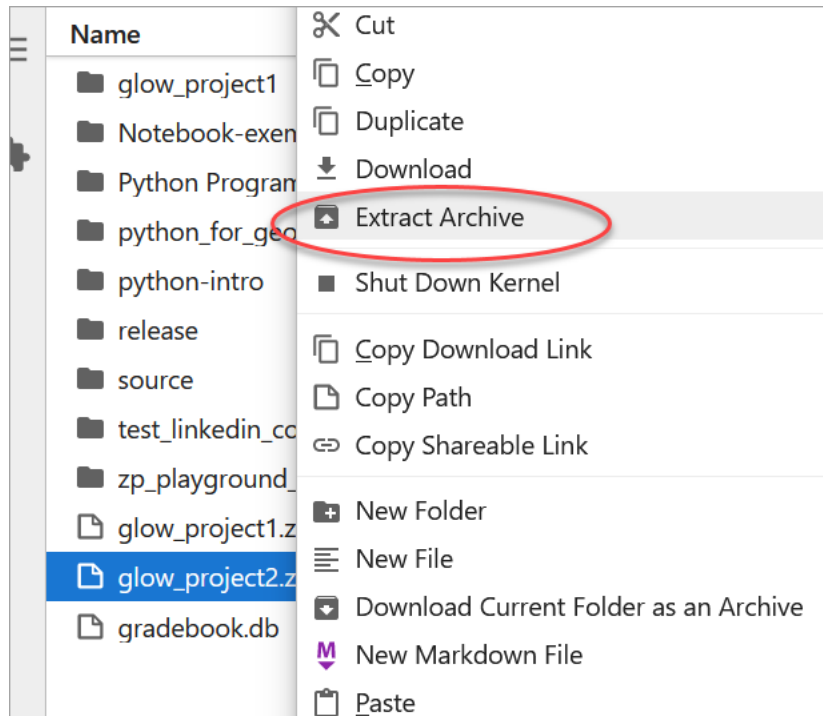 Name
glow_project1
Notebook-exem
Python Program
python_for_geo
python-intro
release
source
test_linkedin_co
zp_playground_
glow_project1.z
glow_project2.z
gradebook.db
Cut
Copy
Duplicate
Download
Extract Archive
Shut Down Kernel
Copy Download Link
Copy Path
Copy Shareable Link
New Folder
New File
Download Current Folder as an Archive
New Markdown File
Paste